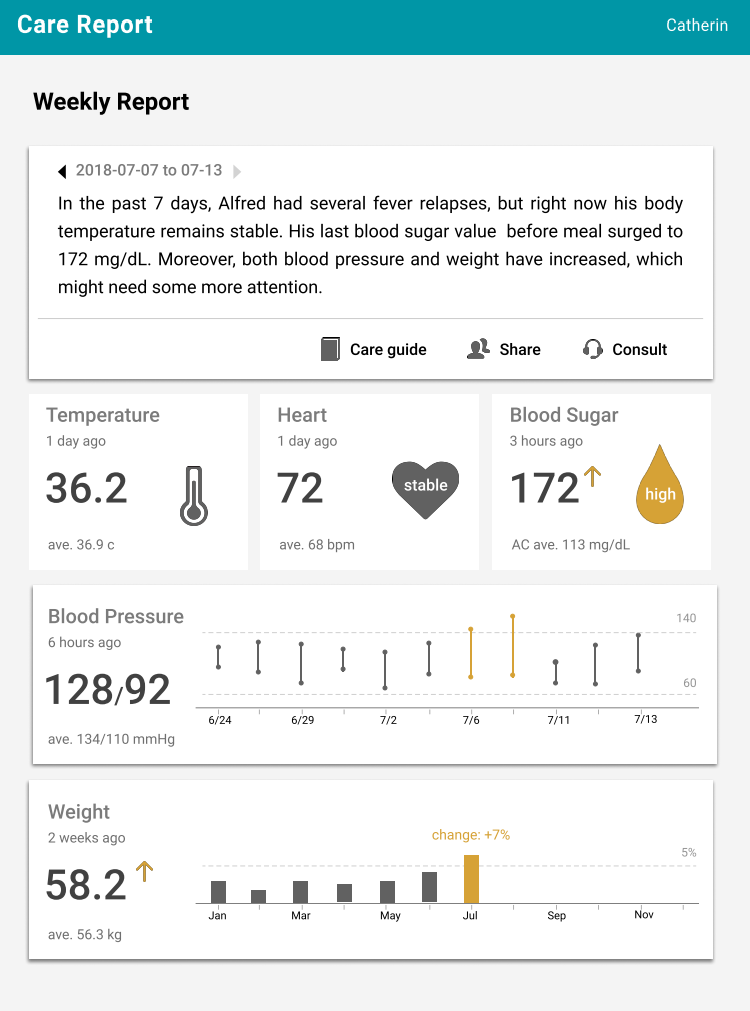 Care Report
Catherin
Weekly Report
2018-07-07 to 07-13
In the past 7 days, Alfred had several fever relapses, but right now his body
temperature remains stable. His last blood sugar value before meal surged to
172 mg/dL. Moreover, both blood pressure and weight have increased, which
might need some more attention.
Care guide
Share
Consult
Temperature
1 day ago
36.2
ave. 36.9 c
Heart
1 day ago
72
stable
ave. 68 bpm
Blood Sugar
3 hours ago
172
high
AC ave. 113 mg/dL
Blood Pressure
6 hours ago
128/92
ave. 134/110 mmHg
140
60
6/24 6/29 7/2 7/6 7/11 7/13
Weight
2 weeks ago
58.2
ave. 56.3 kg
change: +7%
5%
Jan Mar May Jul Sep Nov